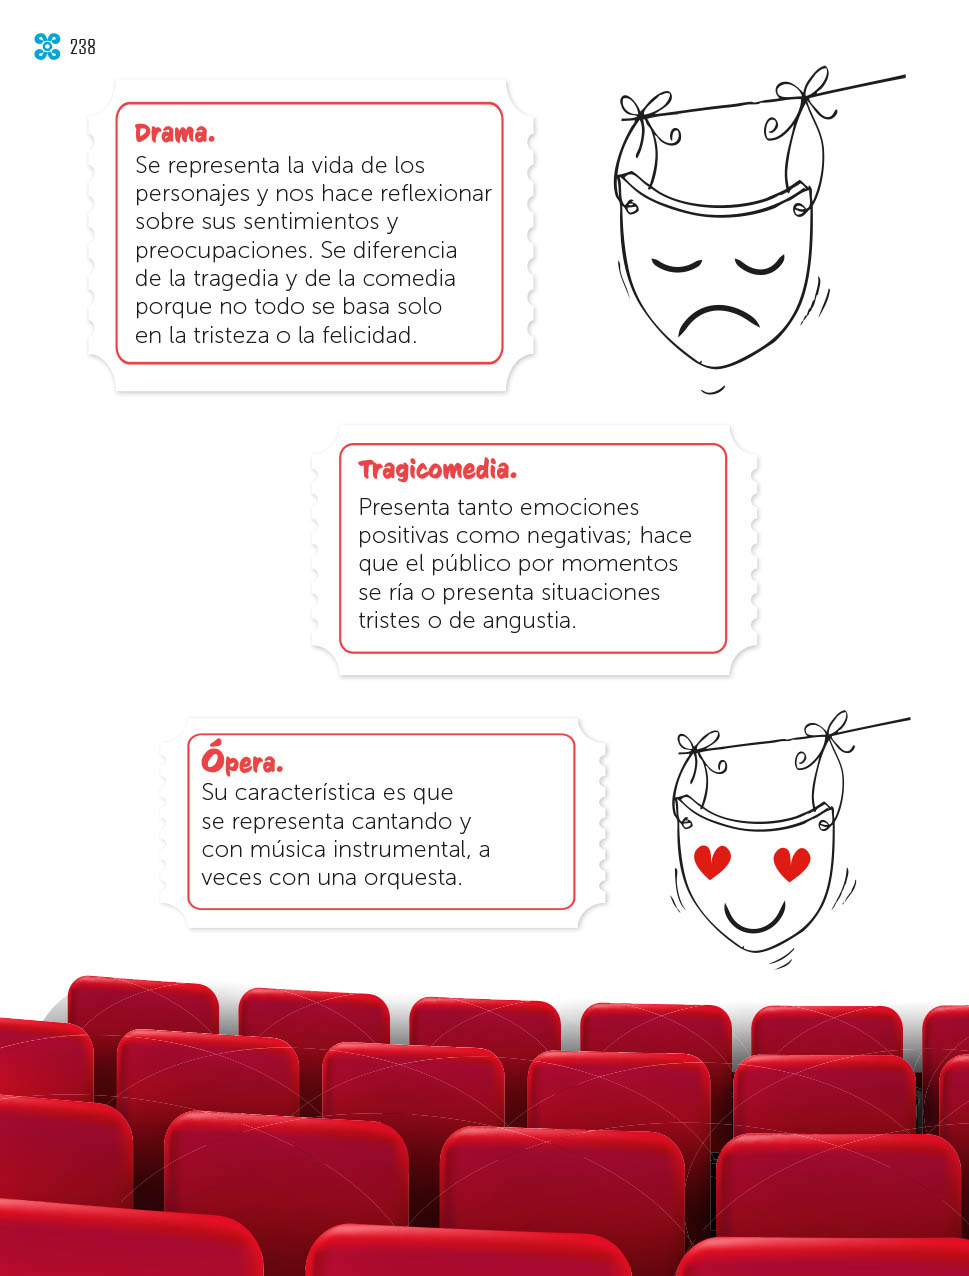 238
Drama.
Se representa la vida de los
personajes y nos hace reflexionar
sobre sus sentimientos y
preocupaciones. Se diferencia
de la tragedia y de la comedia
porque no todo se basa solo
en la tristeza o la felicidad.
Tragicomedia.
Presenta tanto emociones
positivas como negativas; hace
que el público por momentos
se ría o presenta situaciones
tristes o de angustia.
Ópera.
Su característica es que
se representa cantando y
con música instrumental, a
veces con una orquesta.